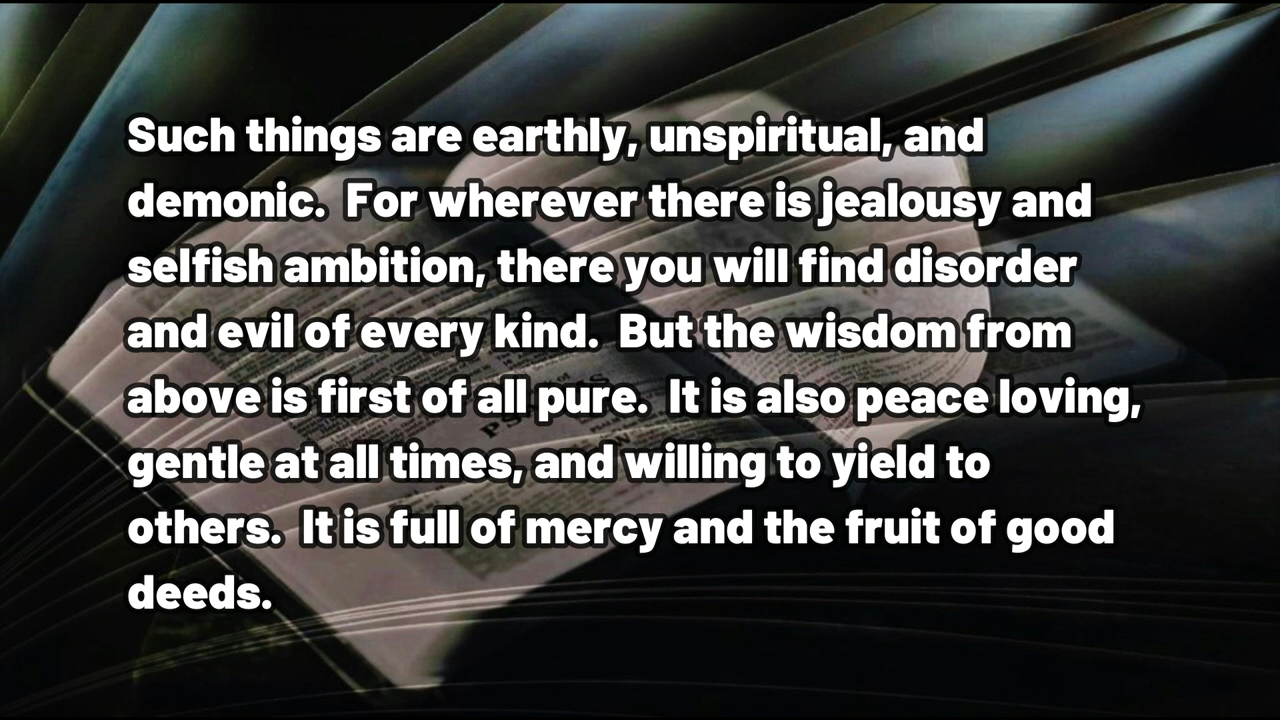 Such things are earthly, unspiritual, and
demonic.  For wherever there is jealousy and
selfish ambition, there you will find disorder
and evil of every kind.  But the wisdom from
above is first of all pure.  It is also peace loving,
gentle at all times, and willing to yield to
others.  It is full of mercy and the fruit of good
deeds.